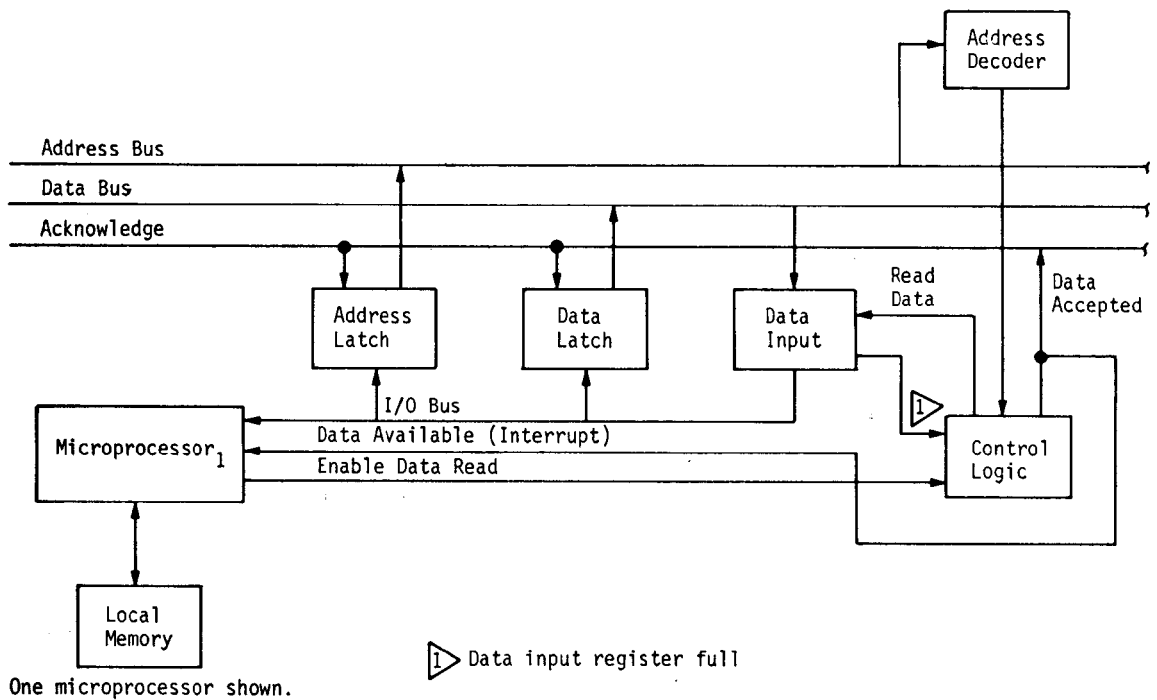 Address
Decoder
Address Bus
Data Bus
Acknowledge
Address
Latch
Data
Latch
Data
Input
Read
Data
Data
Accepted
I/O Bus
Data Available (Interrupt)
Enable Data Read
Microprocessor1
1
Control
Logic
Local
Memory
1 Data input register full
One microprocessor shown.